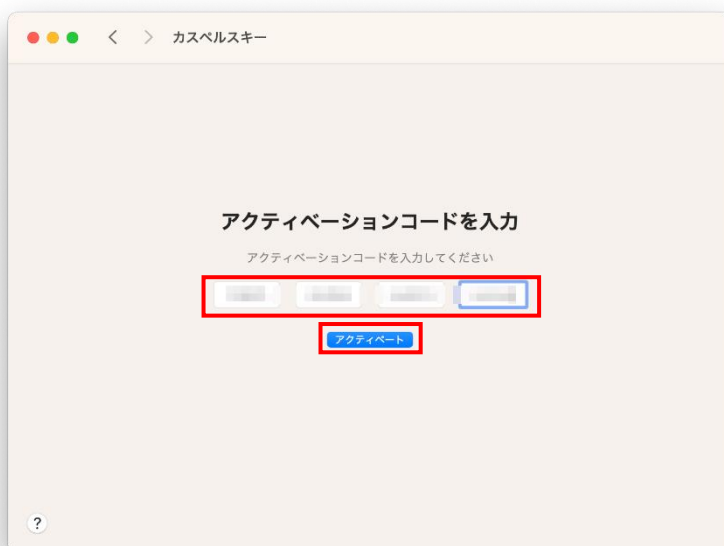 カスペルスキー
アクティベーションコードを入力
アクティベーションコードを入力してください
アクティベート
?